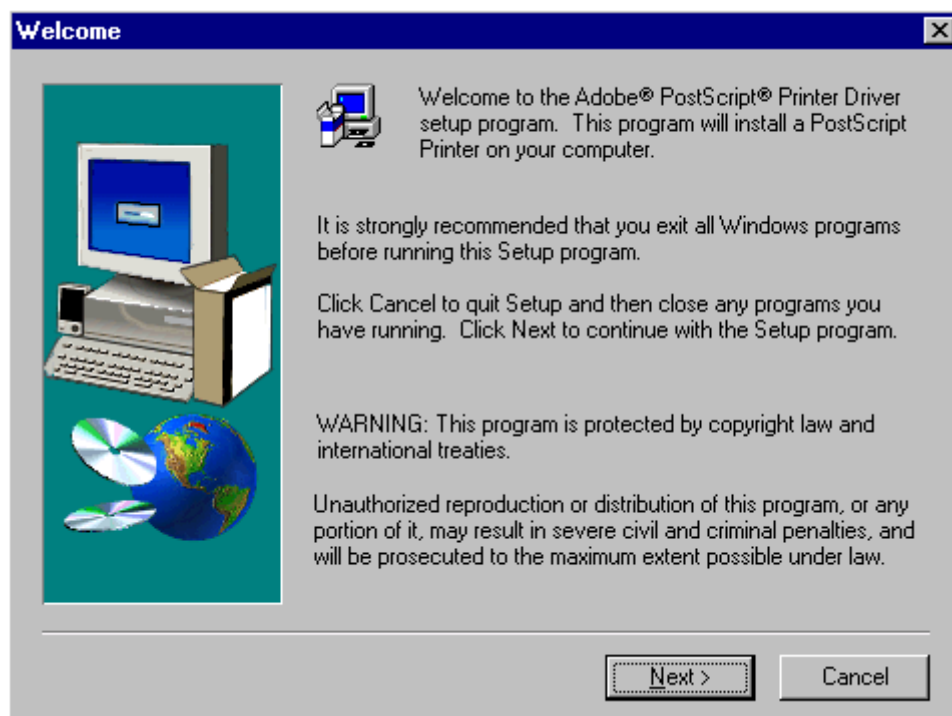 Welcome
Welcome to the Adobe® PostScript® Printer Driver
setup program.  This program will install a PostScript
Printer on your computer.
It is strongly recommended that you exit all Windows programs
before running this Setup program.
Click Cancel to quit Setup and then close any programs you
have running.  Click Next to continue with the Setup program.
WARNING: This program is protected by copyright law and
international treaties.
Unauthorized reproduction or distribution of this program, or any
portion of it, may result in severe civil and criminal penalties, and
will be prosecuted to the maximum extent possible under law.
Next >
Cancel